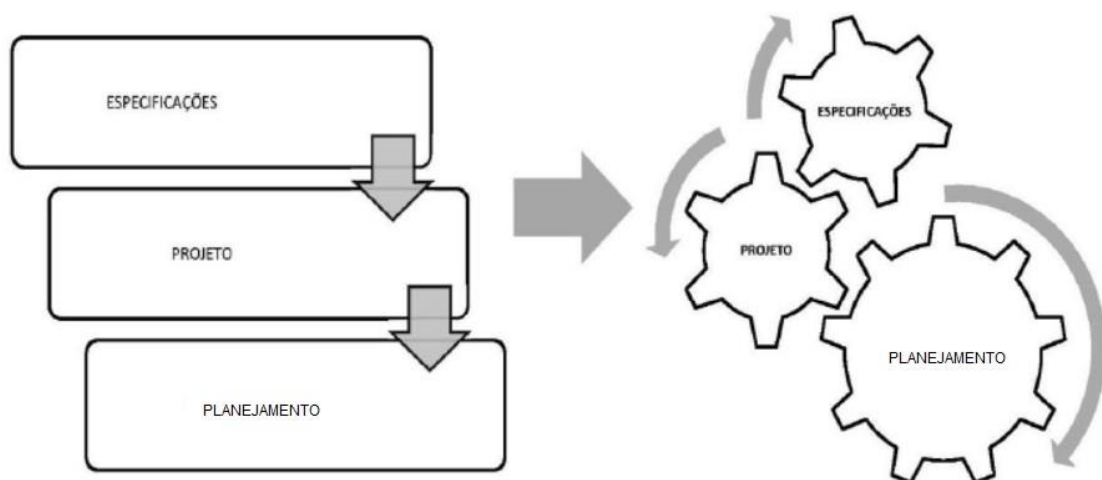 ESPECIFICAÇÕES
PROJETO
PLANEJAMENTO
ESPECIFICAÇÕES
PROJETO
PLANEJAMENTO